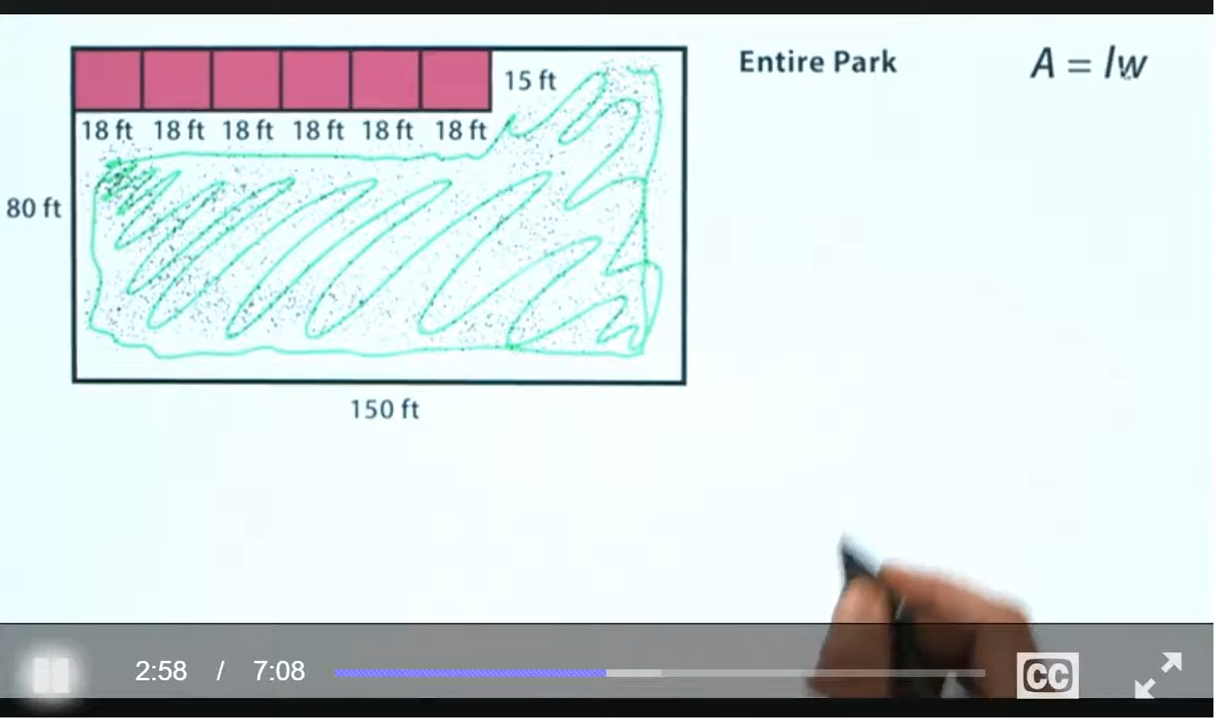 Entire Park
A = lw
15 ft
18 ft 18 ft 18 ft 18 ft 18 ft 18 ft
80 ft
150 ft
2:58 / 7:08
CC